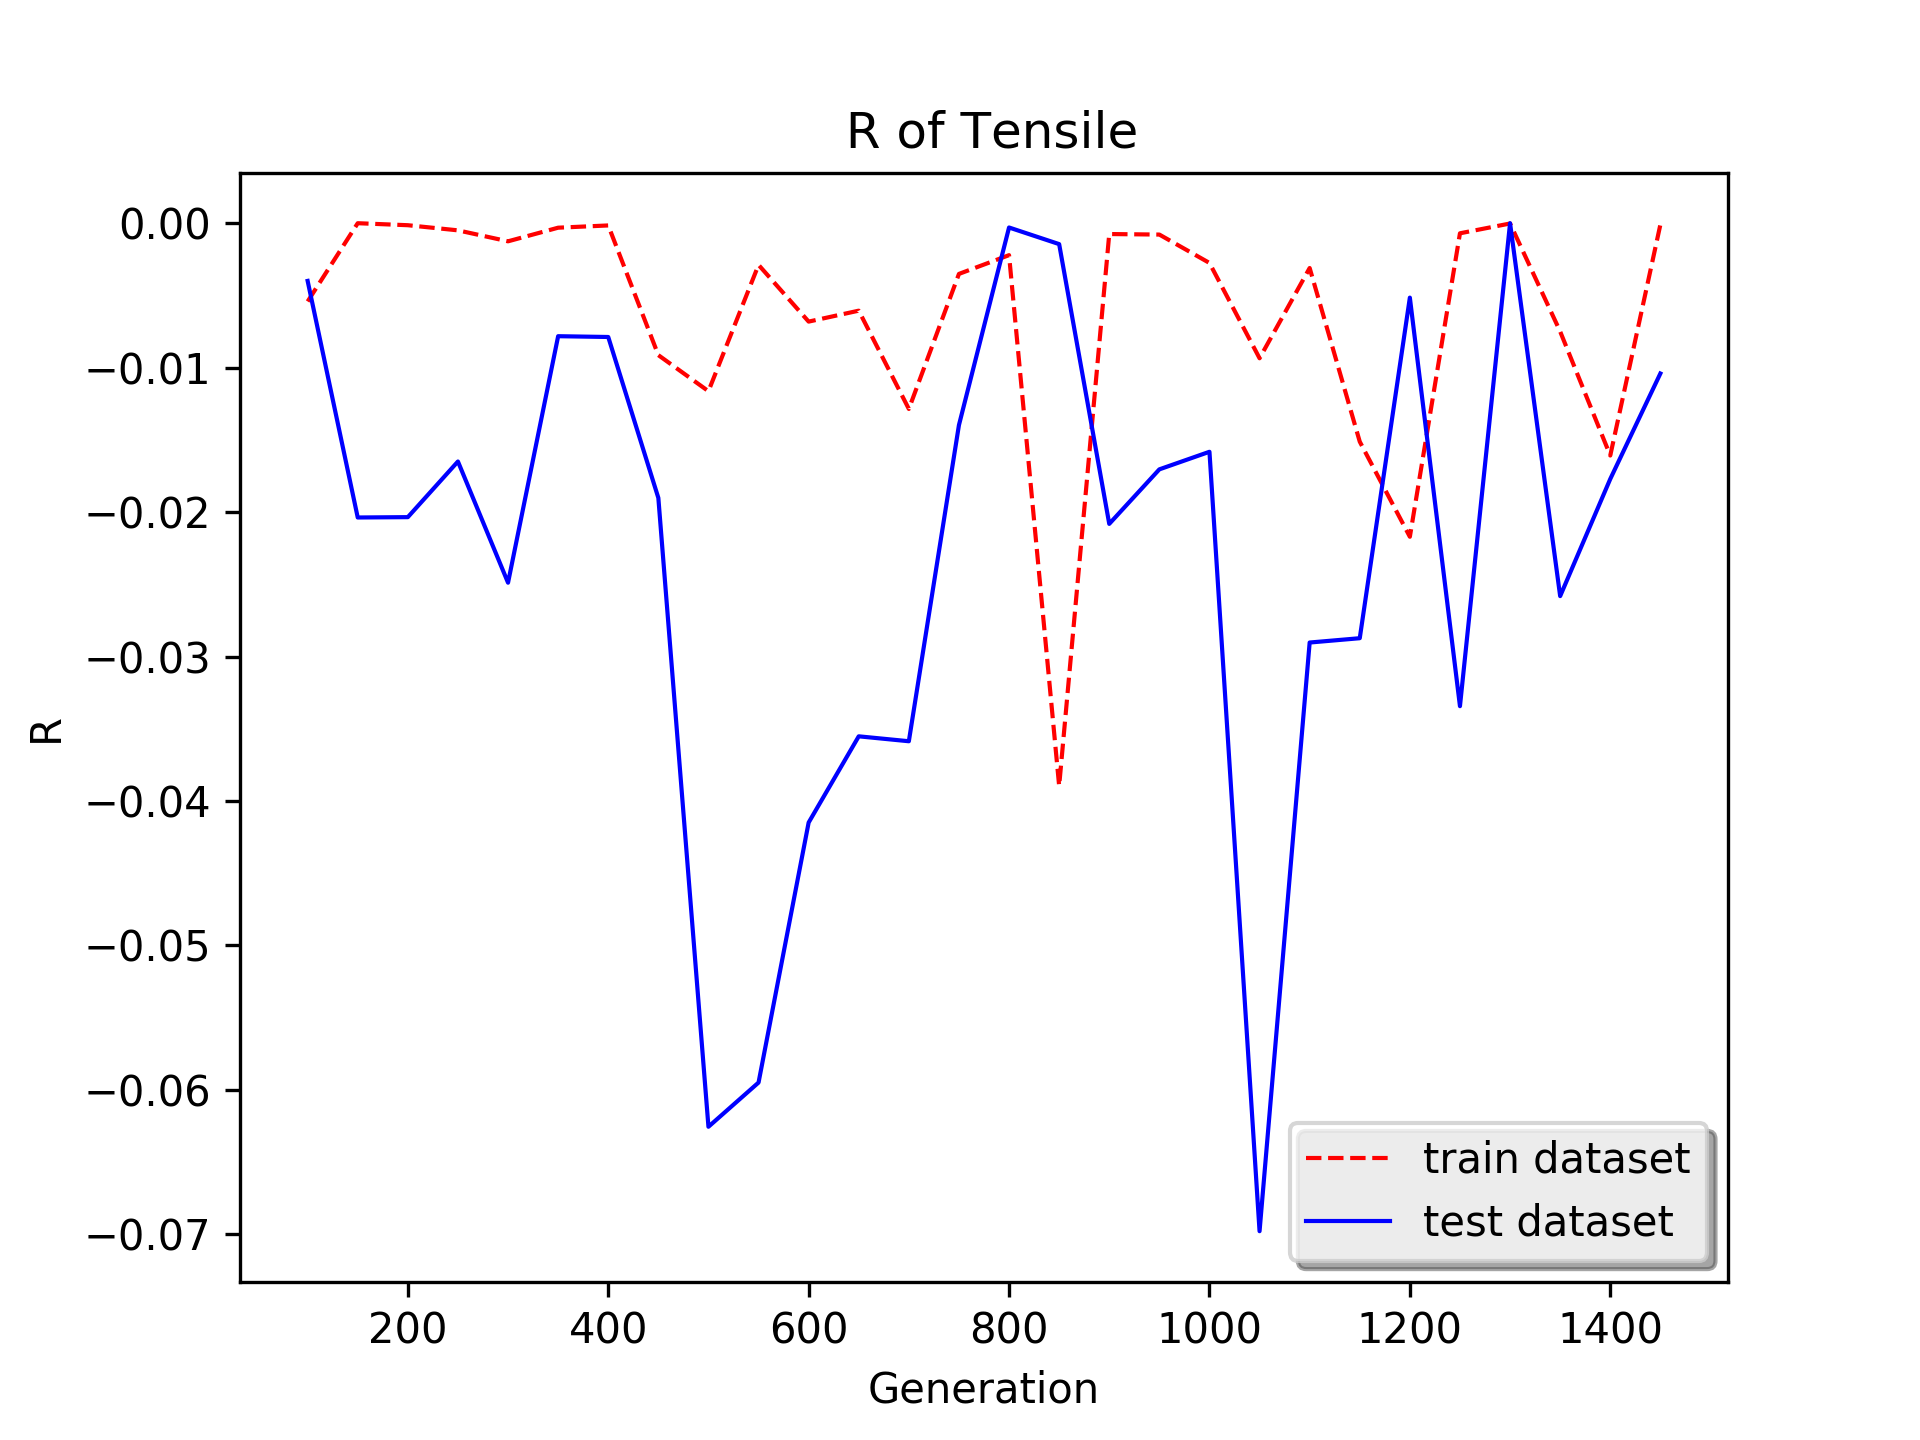 R of Tensile
0.00
−0.01
−0.02
−0.03
−0.04
−0.05
−0.06
−0.07
R
train dataset
test dataset
200 400 600 800 1000 1200 1400
Generation